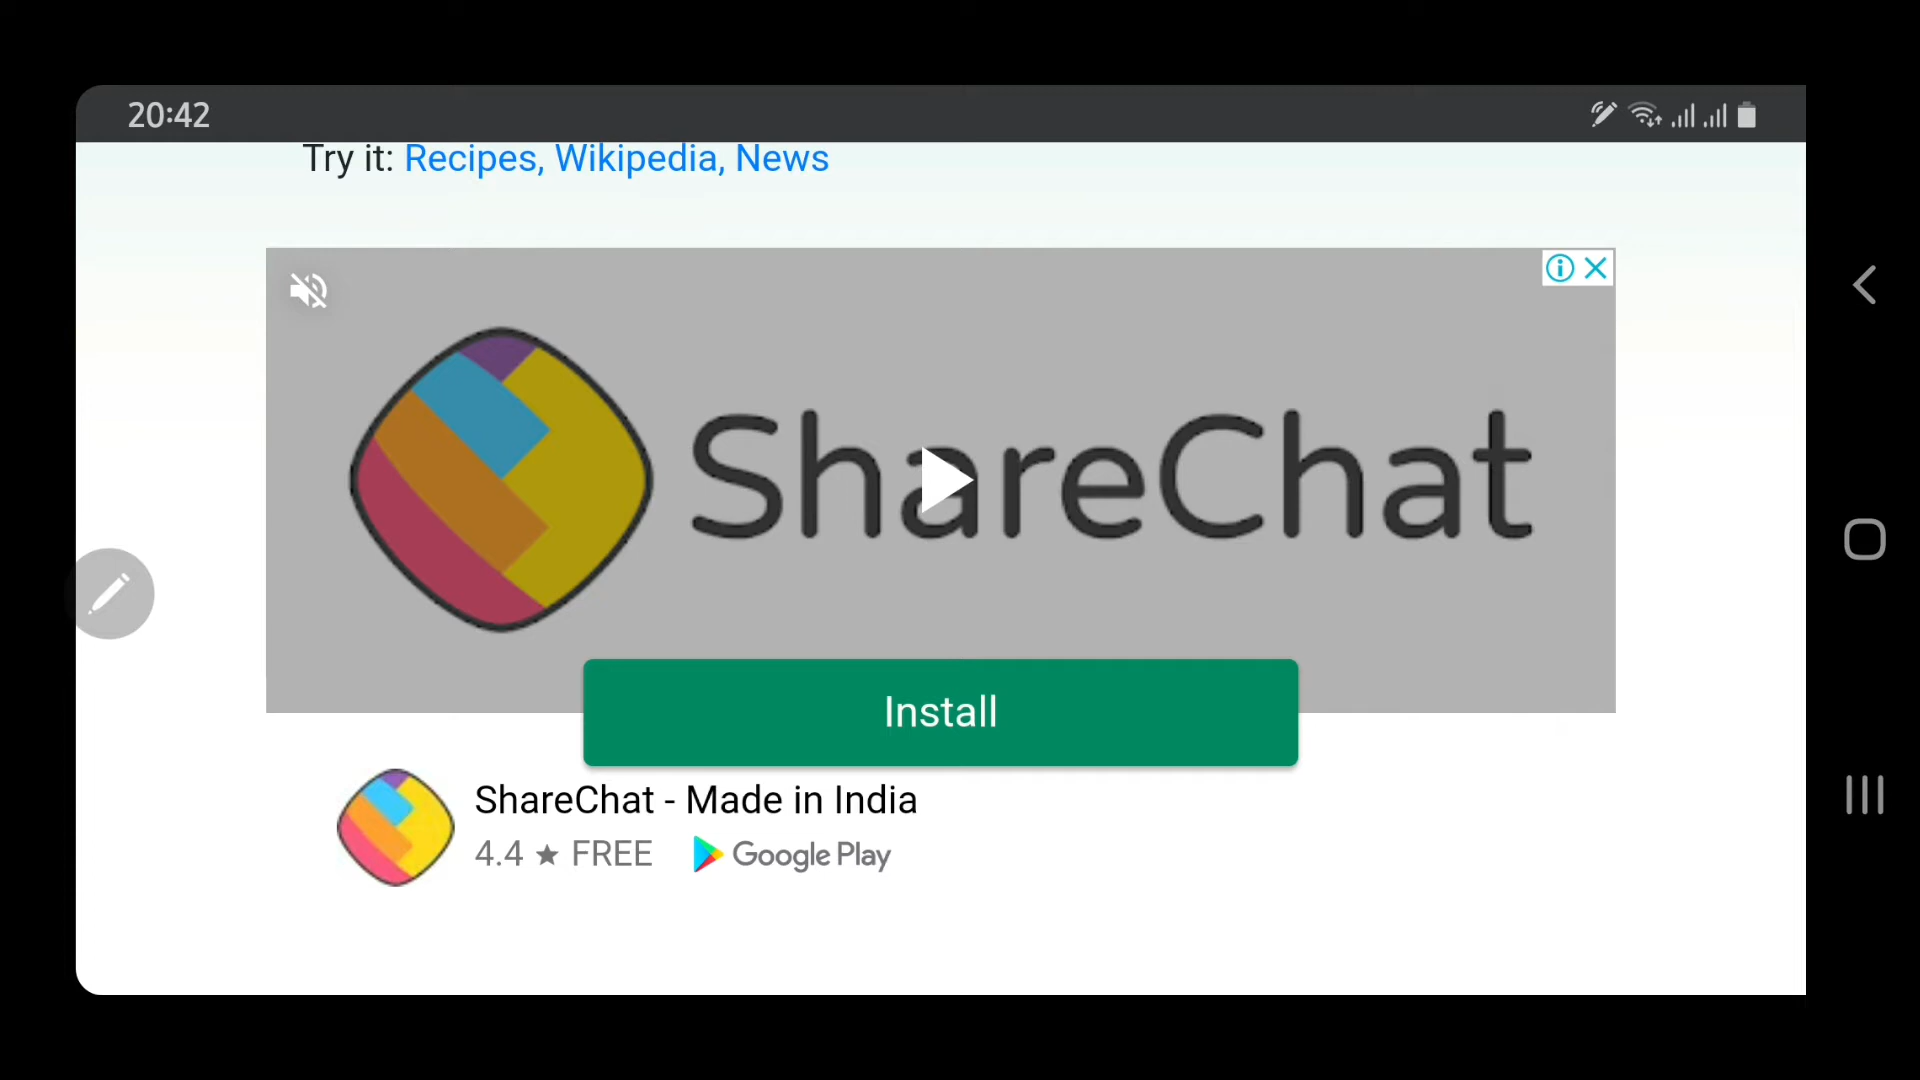 20:42
Try it: Recipes, Wikipedia, News
ShareChat
Install
ShareChat - Made in India
4.4 ★ FREE Google Play